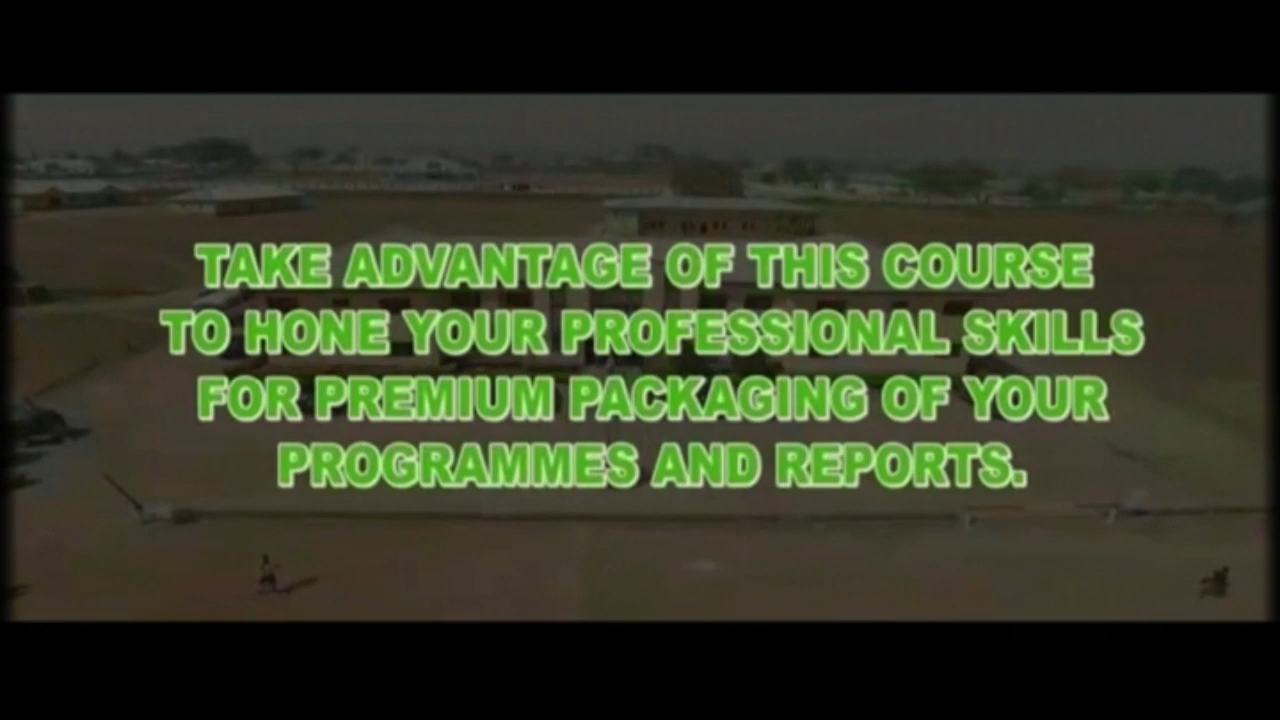 TAKE ADVANTAGE OF THIS COURSE
TO HONE YOUR PROFESSIONAL SKILLS
FOR PREMIUM PACKAGING OF YOUR
PROGRAMMES AND REPORTS.